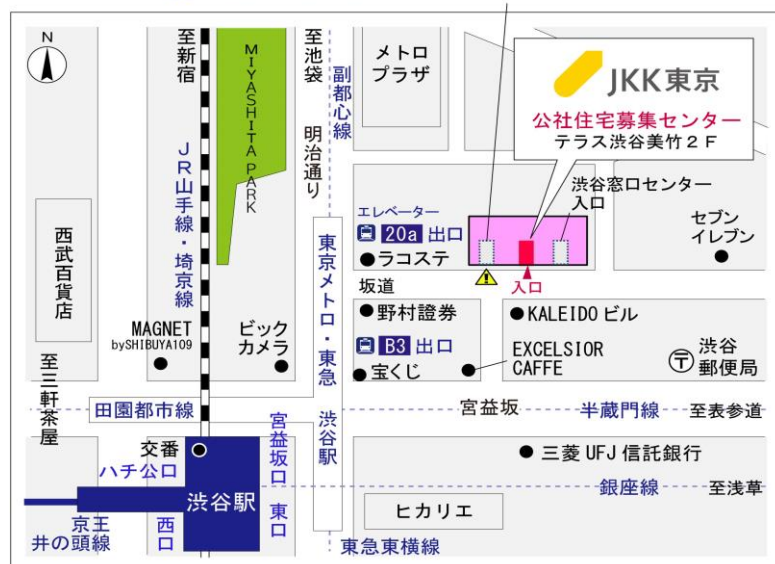 N
至新宿
MIYASHITA PARK
至池袋
副都心線
明治通り
メトロ
プラザ
JKK東京
公社住宅募集センター
テラス渋谷美竹2F
JR山手線・埼京線
エレベーター
20a 出口
ラコステ
渋谷窓口センター
入口
セブン
イレブン
西武百貨店
東京メトロ・東急
渋谷駅
坂道
入口
野村證券
KALEIDO ビル
MAGNET
bySHIBUYA109
ビック
カメラ
B3 出口
宝くじ
EXCELSIOR
CAFFE
渋谷
郵便局
至三軒茶屋
田園都市線
宮益坂
半蔵門線
至表参道
交番
ハチ公口
宮益坂口
三菱UFJ信託銀行
渋谷駅
銀座線
至浅草
京王
井の頭線
西口
東口
ヒカリエ
東急東横線